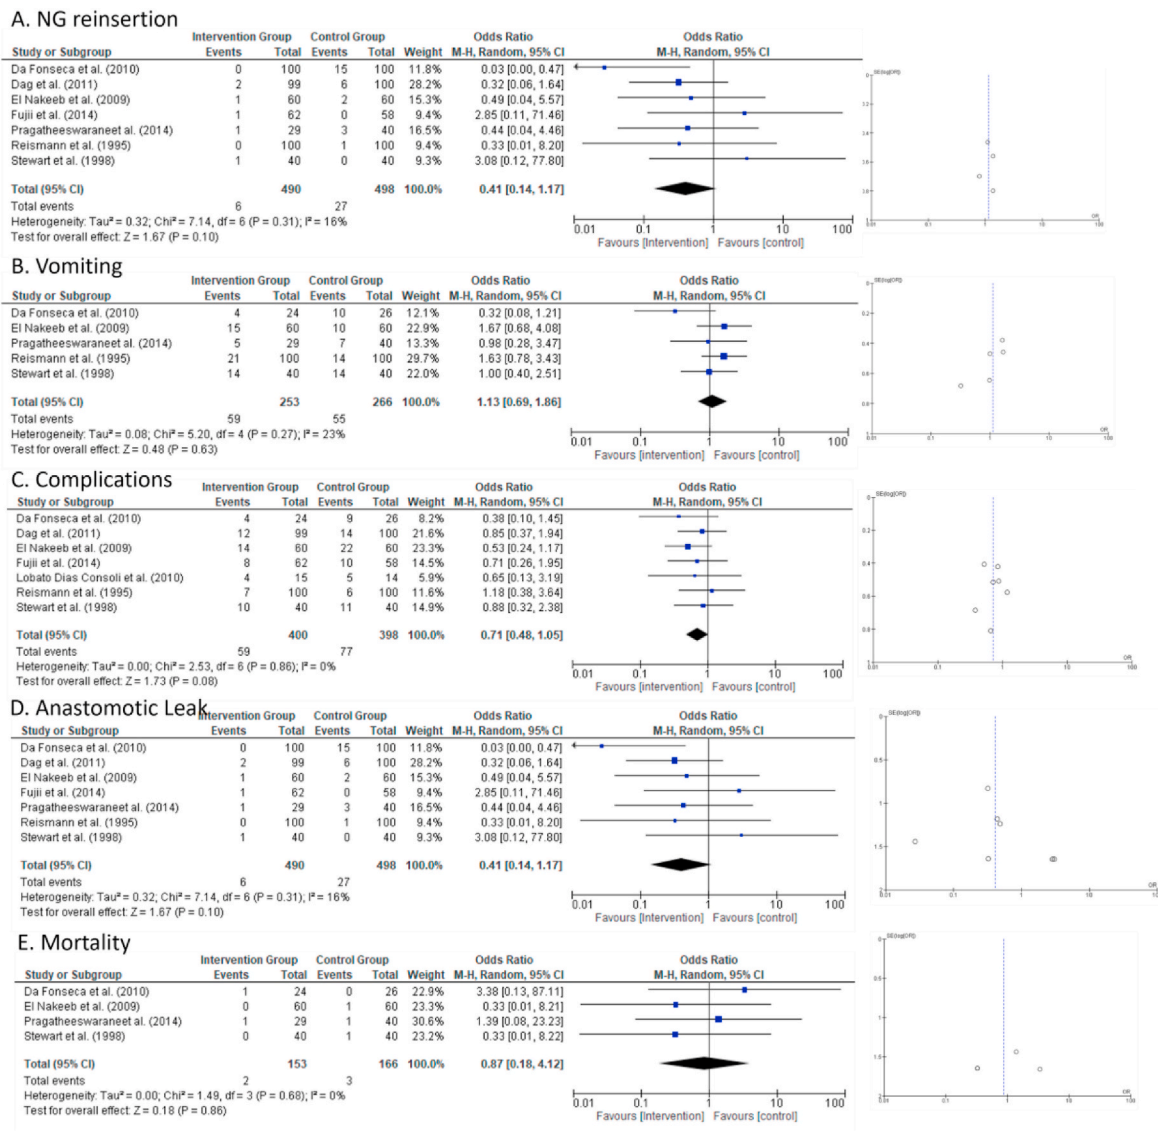 A. NG reinsertion
Intervention Group Control Group Odds Ratio Odds Ratio
Study or Subgroup Events Total Events Total Weight M-H, Random, 95% CI M-H, Random, 95% CI
Da Fonseca et al. (2010) 0 100 15 100 11.8% 0.03 [0.00, 0.47]
Dag et al. (2011) 2 99 6 100 28.2% 0.32 [0.06, 1.64]
El Nakeeb et al. (2009) 1 60 2 60 15.3% 0.49 [0.04, 5.57]
Fujii et al. (2014) 1 62 0 58 9.4% 2.85 [0.11, 71.46]
Pragatheeswaraneet al. (2014) 1 29 3 40 16.5% 0.44 [0.04, 4.46]
Reismann et al. (1995) 0 100 1 100 9.4% 0.33 [0.01, 8.20]
Stewart et al. (1998) 1 40 0 40 9.3% 3.08 [0.12, 77.80]
Total (95% CI) 490 498 100.0% 0.41 [0.14, 1.17]
Total events 6 27
Heterogeneity: Tau² = 0.32; Chi² = 7.14, df = 6 (P = 0.31); I² = 16%
Test for overall effect: Z = 1.67 (P = 0.10)
0.01 0.1 1 10 100
Favours [Intervention] Favours [control]
SE(log[OR])
OR
B. Vomiting
Intervention Group Control Group Odds Ratio Odds Ratio
Study or Subgroup Events Total Events Total Weight M-H, Random, 95% CI M-H, Random, 95% CI
Da Fonseca et al. (2010) 4 24 10 26 12.1% 0.32 [0.08, 1.21]
El Nakeeb et al. (2009) 15 60 10 60 22.9% 1.67 [0.68, 4.08]
Pragatheeswaraneet al. (2014) 5 29 7 40 13.3% 0.98 [0.28, 3.47]
Reismann et al. (1995) 21 100 14 100 29.7% 1.63 [0.78, 3.43]
Stewart et al. (1998) 14 40 14 40 22.0% 1.00 [0.40, 2.51]
Total (95% CI) 253 266 100.0% 1.13 [0.69, 1.86]
Total events 59 55
Heterogeneity: Tau² = 0.08; Chi² = 5.20, df = 4 (P = 0.27); I² = 23%
Test for overall effect: Z = 0.48 (P = 0.63)
0.01 0.1 1 10 100
Favours [intervention] Favours [control]
SE(log[OR])
OR
C. Complications
Intervention Group Control Group Odds Ratio Odds Ratio
Study or Subgroup Events Total Events Total Weight M-H, Random, 95% CI M-H, Random, 95% CI
Da Fonseca et al. (2010) 4 24 9 26 8.2% 0.38 [0.10, 1.45]
Dag et al. (2011) 12 99 14 100 21.6% 0.85 [0.37, 1.94]
El Nakeeb et al. (2009) 14 60 22 60 23.3% 0.53 [0.24, 1.17]
Fujii et al. (2014) 8 62 10 58 14.5% 0.71 [0.26, 1.95]
Lobato Dias Consoli et al. (2010) 4 15 5 14 5.9% 0.65 [0.13, 3.19]
Reismann et al. (1995) 7 100 6 100 11.6% 1.18 [0.38, 3.64]
Stewart et al. (1998) 10 40 11 40 14.9% 0.88 [0.32, 2.38]
Total (95% CI) 400 398 100.0% 0.71 [0.48, 1.05]
Total events 59 77
Heterogeneity: Tau² = 0.00; Chi² = 2.53, df = 6 (P = 0.86); I² = 0%
Test for overall effect: Z = 1.73 (P = 0.08)
0.01 0.1 1 10 100
Favours [intervention] Favours [control]
SE(log[OR])
OR
D. Anastomotic Leak
Intervention Group Control Group Odds Ratio Odds Ratio
Study or Subgroup Events Total Events Total Weight M-H, Random, 95% CI M-H, Random, 95% CI
Da Fonseca et al. (2010) 0 100 15 100 11.8% 0.03 [0.00, 0.47]
Dag et al. (2011) 2 99 6 100 28.2% 0.32 [0.06, 1.64]
El Nakeeb et al. (2009) 1 60 2 60 15.3% 0.49 [0.04, 5.57]
Fujii et al. (2014) 1 62 0 58 9.4% 2.85 [0.11, 71.46]
Pragatheeswaraneet al. (2014) 1 29 3 40 16.5% 0.44 [0.04, 4.46]
Reismann et al. (1995) 0 100 1 100 9.4% 0.33 [0.01, 8.20]
Stewart et al. (1998) 1 40 0 40 9.3% 3.08 [0.12, 77.80]
Total (95% CI) 490 498 100.0% 0.41 [0.14, 1.17]
Total events 6 27
Heterogeneity: Tau² = 0.32; Chi² = 7.14, df = 6 (P = 0.31); I² = 16%
Test for overall effect: Z = 1.67 (P = 0.10)
0.01 0.1 1 10 100
Favours [Intervention] Favours [control]
SE(log[OR])
OR
E. Mortality
Intervention Group Control Group Odds Ratio Odds Ratio
Study or Subgroup Events Total Events Total Weight M-H, Random, 95% CI M-H, Random, 95% CI
Da Fonseca et al. (2010) 1 24 0 26 22.9% 3.38 [0.13, 87.11]
El Nakeeb et al. (2009) 0 60 1 60 23.3% 0.33 [0.01, 8.21]
Pragatheeswaraneet al. (2014) 1 29 1 40 30.6% 1.39 [0.08, 23.23]
Stewart et al. (1998) 0 40 1 40 23.2% 0.33 [0.01, 8.22]
Total (95% CI) 153 166 100.0% 0.87 [0.18, 4.12]
Total events 2 3
Heterogeneity: Tau² = 0.00; Chi² = 1.49, df = 3 (P = 0.68); I² = 0%
Test for overall effect: Z = 0.18 (P = 0.86)
0.01 0.1 1 10 100
Favours [Intervention] Favours [control]
SE(log[OR])
OR